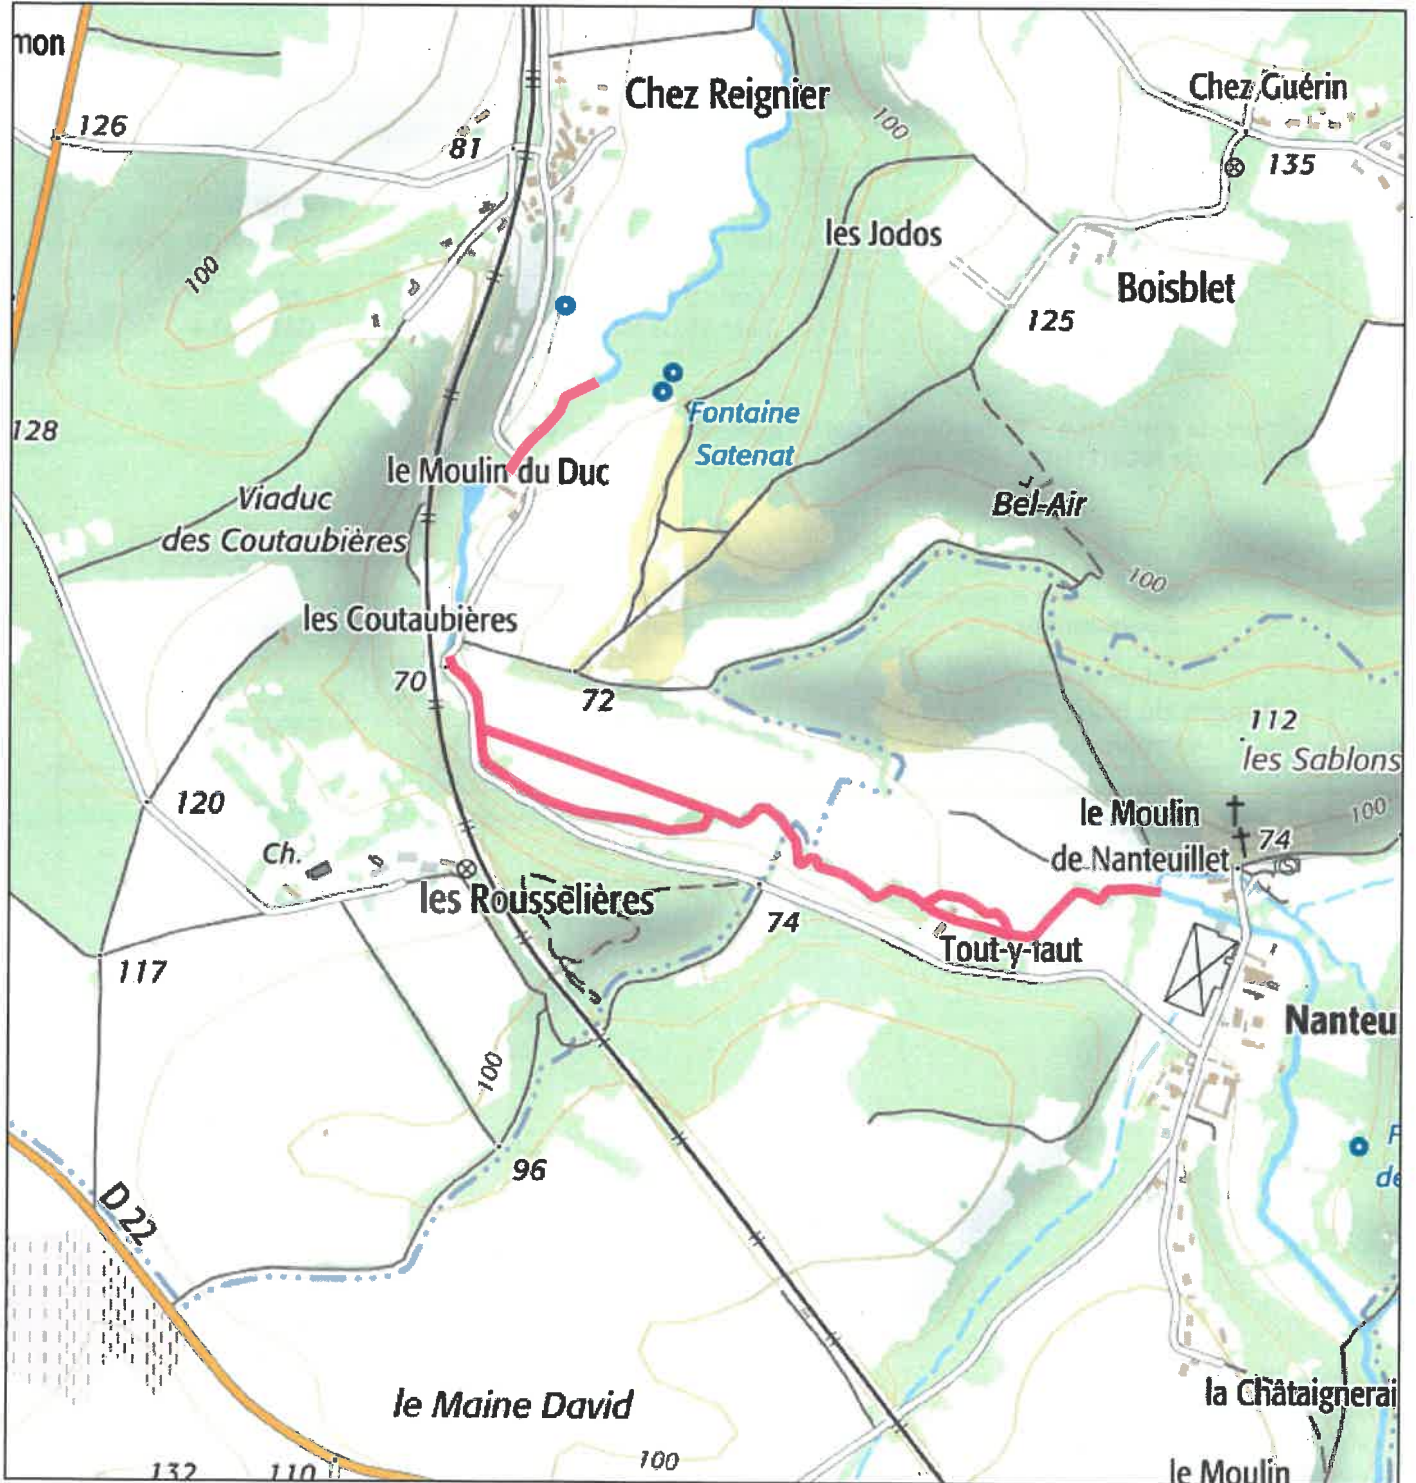 mon
Chez Reignier
Chez Guérin
126
81
100
135
les Jodos
100
Boisblet
125
128
Fontaine
Satenat
le Moulin du Duc
Viaduc
des Coutaubières
Bel-Air
100
les Coutaubières
70
72
112
les Sablons
120
le Moulin
de Nanteuillet
100
74
Ch.
les Rousselières
74
Tout-y-faut
117
Nanteu
100
96
F
de
D 22
le Maine David
la Châtaignerai
100
132
110
le Moulin